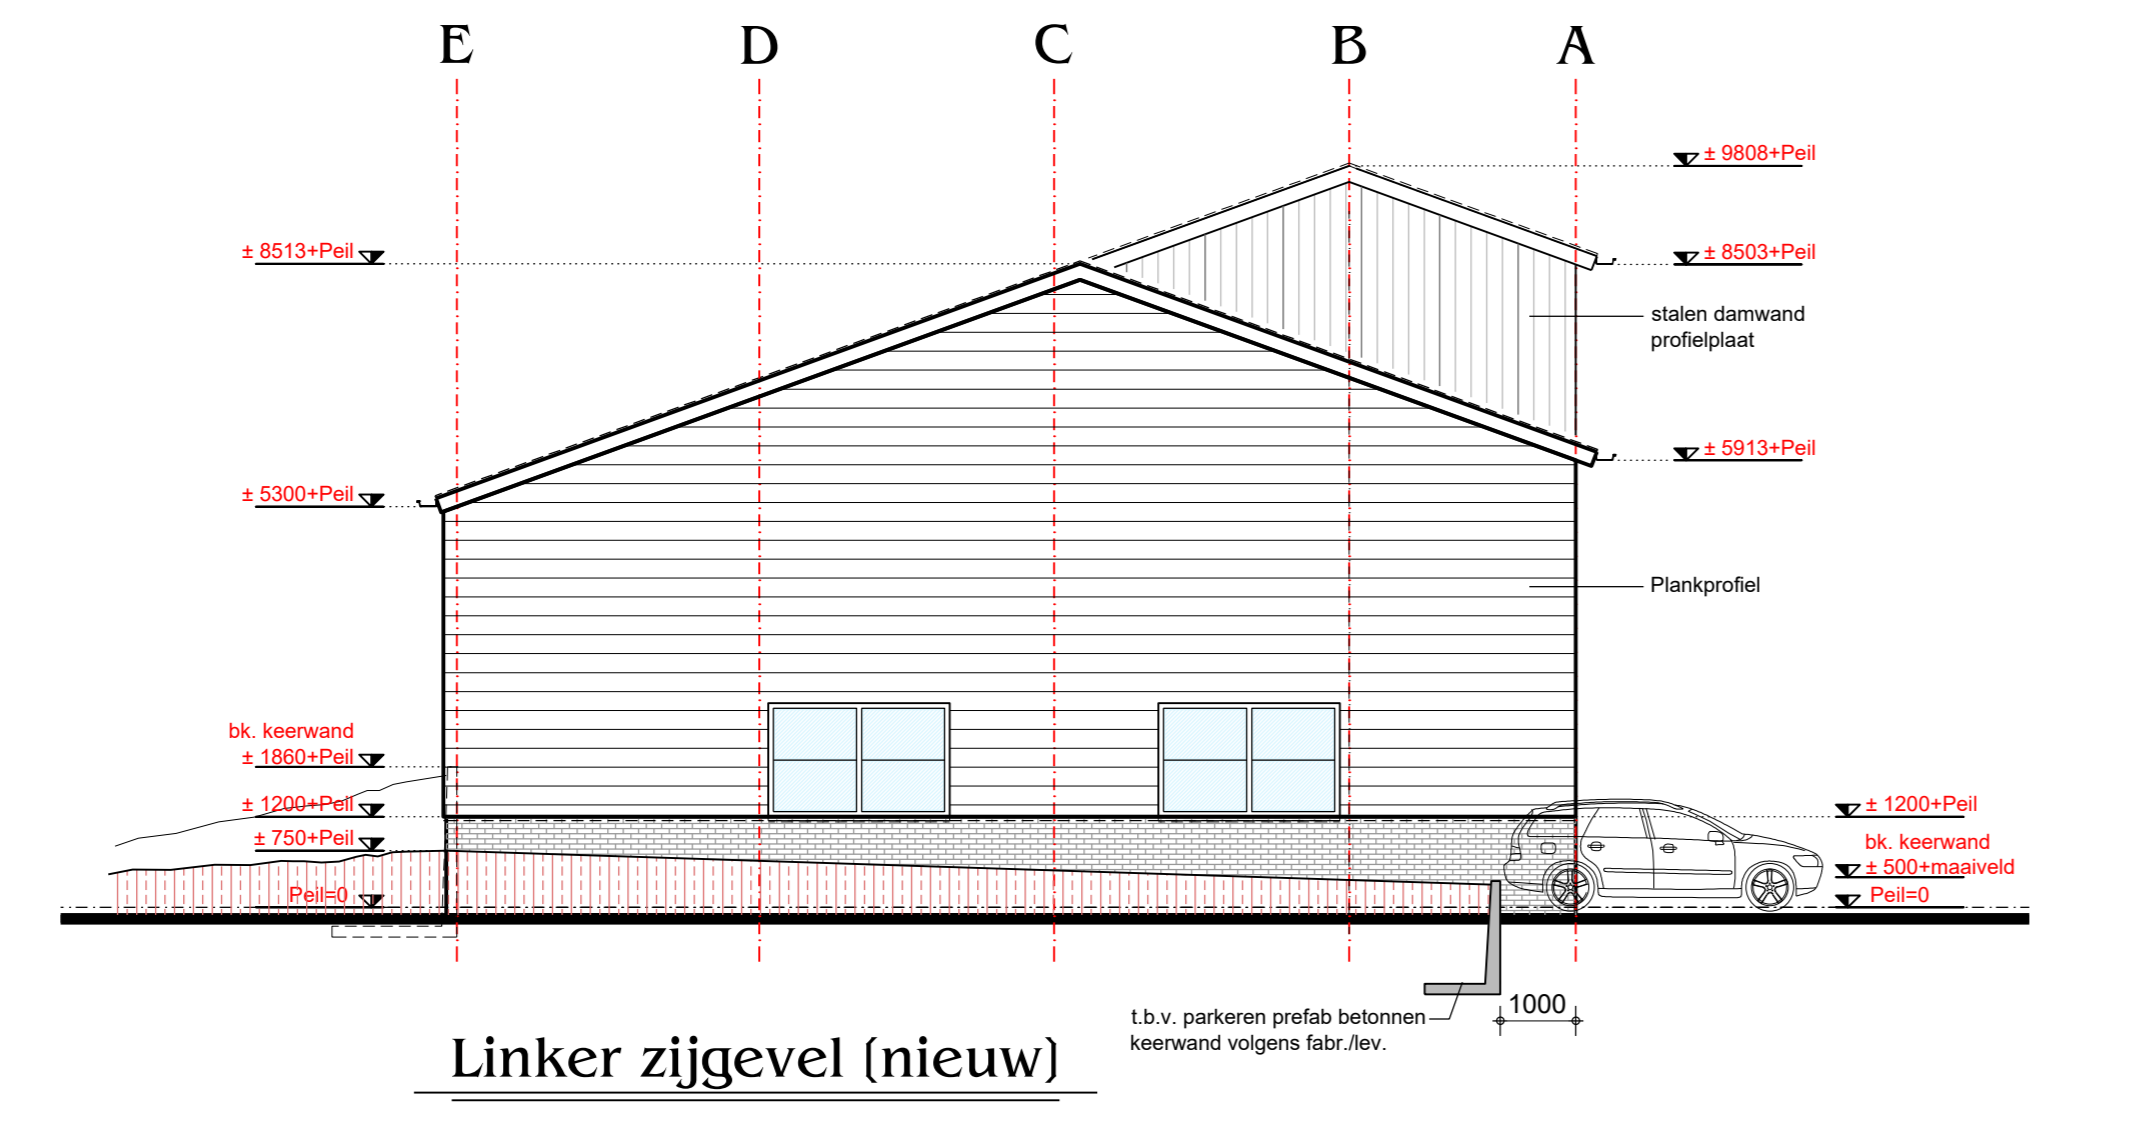 E D C B A
± 9808+Peil
± 8513+Peil
± 8503+Peil
stalen damwand
profielplaat
± 5913+Peil
± 5300+Peil
Plankprofiel
bk. keerwand
± 1860+Peil
± 1200+Peil
± 750+Peil
Peil=0
± 1200+Peil
bk. keerwand
± 500+maaiveld
Peil=0
1000
t.b.v. parkeren prefab betonnen
keerwand volgens fabr./lev.
Linker zijgevel (nieuw)